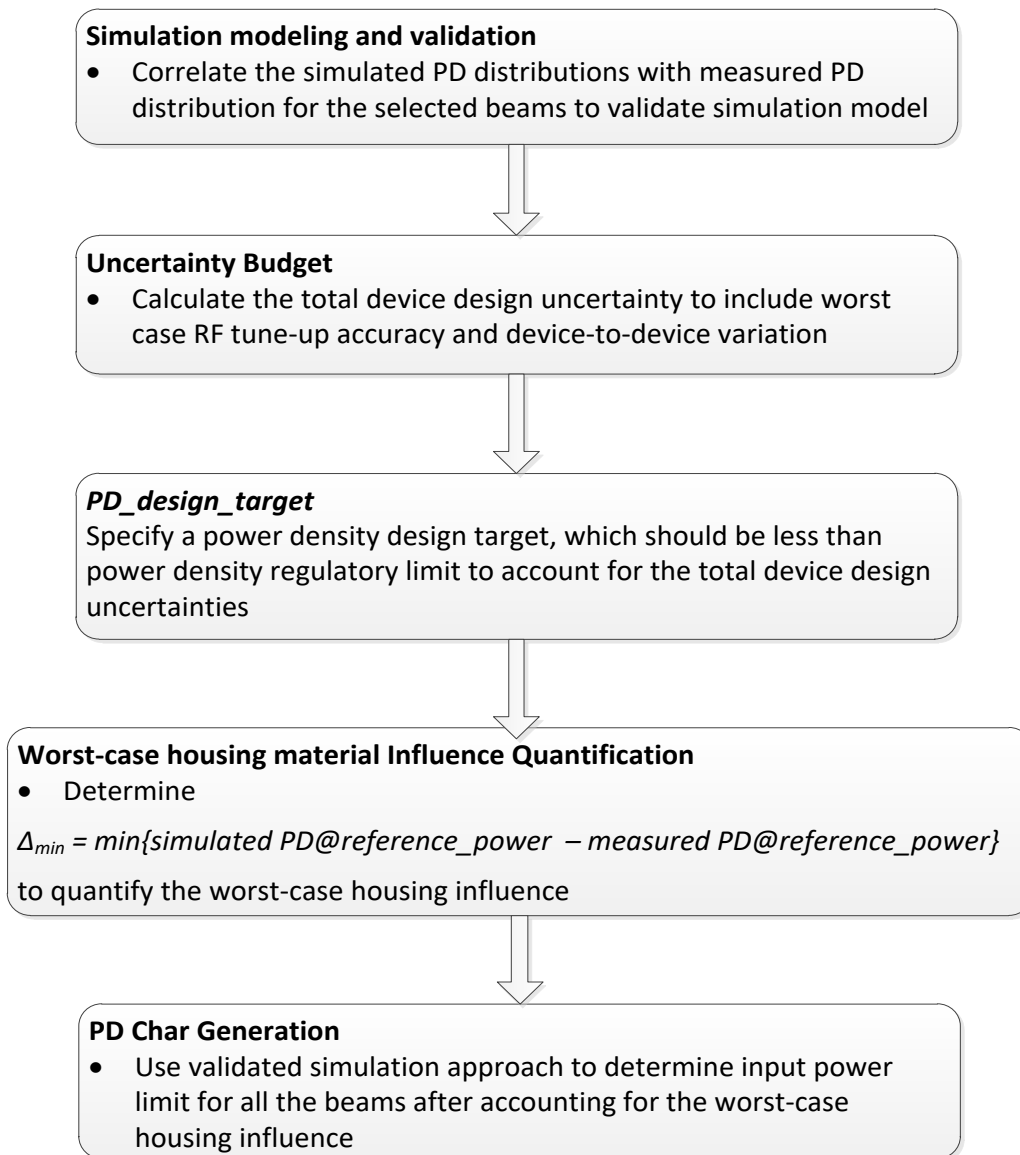 Simulation modeling and validation
• Correlate the simulated PD distributions with measured PD
distribution for the selected beams to validate simulation model
Uncertainty Budget
• Calculate the total device design uncertainty to include worst
case RF tune-up accuracy and device-to-device variation
PD_design_target
Specify a power density design target, which should be less than
power density regulatory limit to account for the total device design
uncertainties
Worst-case housing material Influence Quantification
• Determine
Δmin = min{simulated PD@reference_power – measured PD@reference_power}
to quantify the worst-case housing influence
PD Char Generation
• Use validated simulation approach to determine input power
limit for all the beams after accounting for the worst-case
housing influence